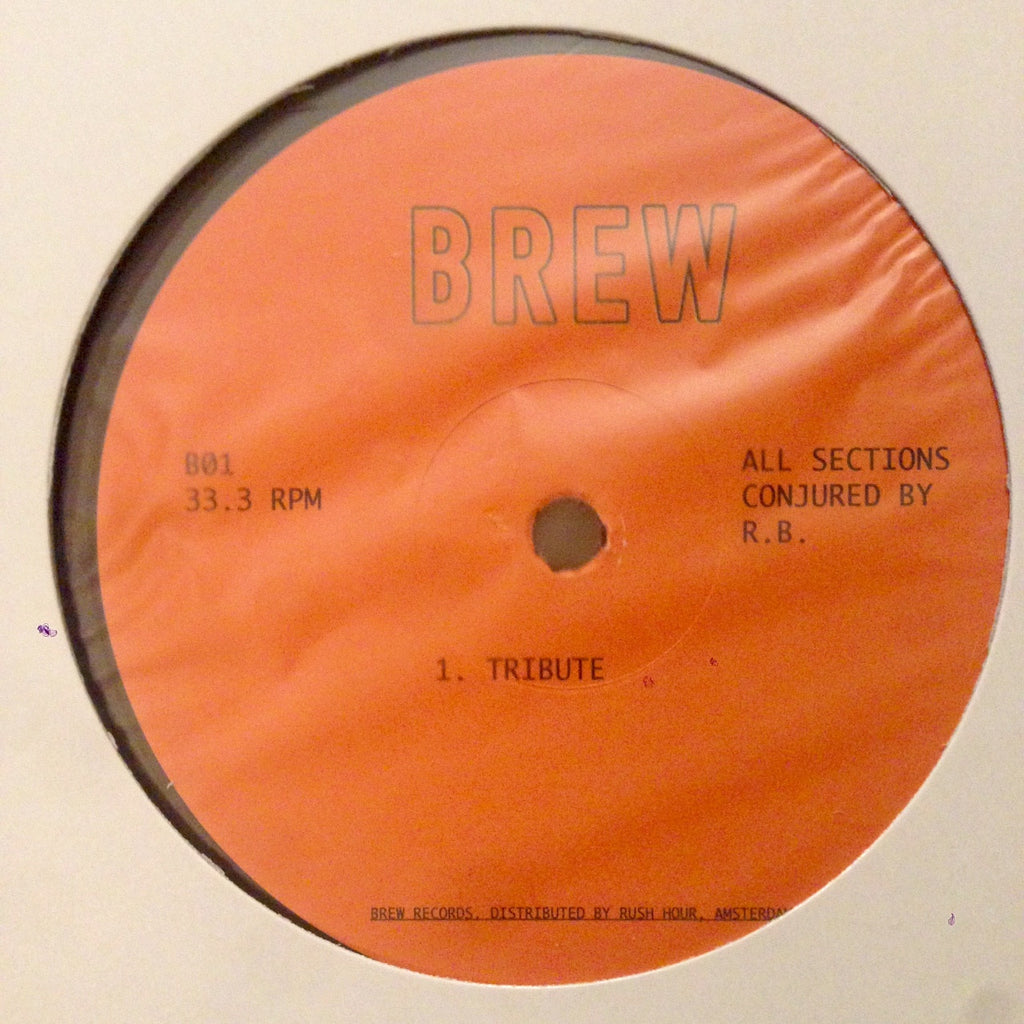 BREW
B01
33.3 RPM
ALL SECTIONS
CONJURED BY
R.B.
1. TRIBUTE
BREW RECORDS, DISTRIBUTED BY RUSH HOUR, AMSTERDA